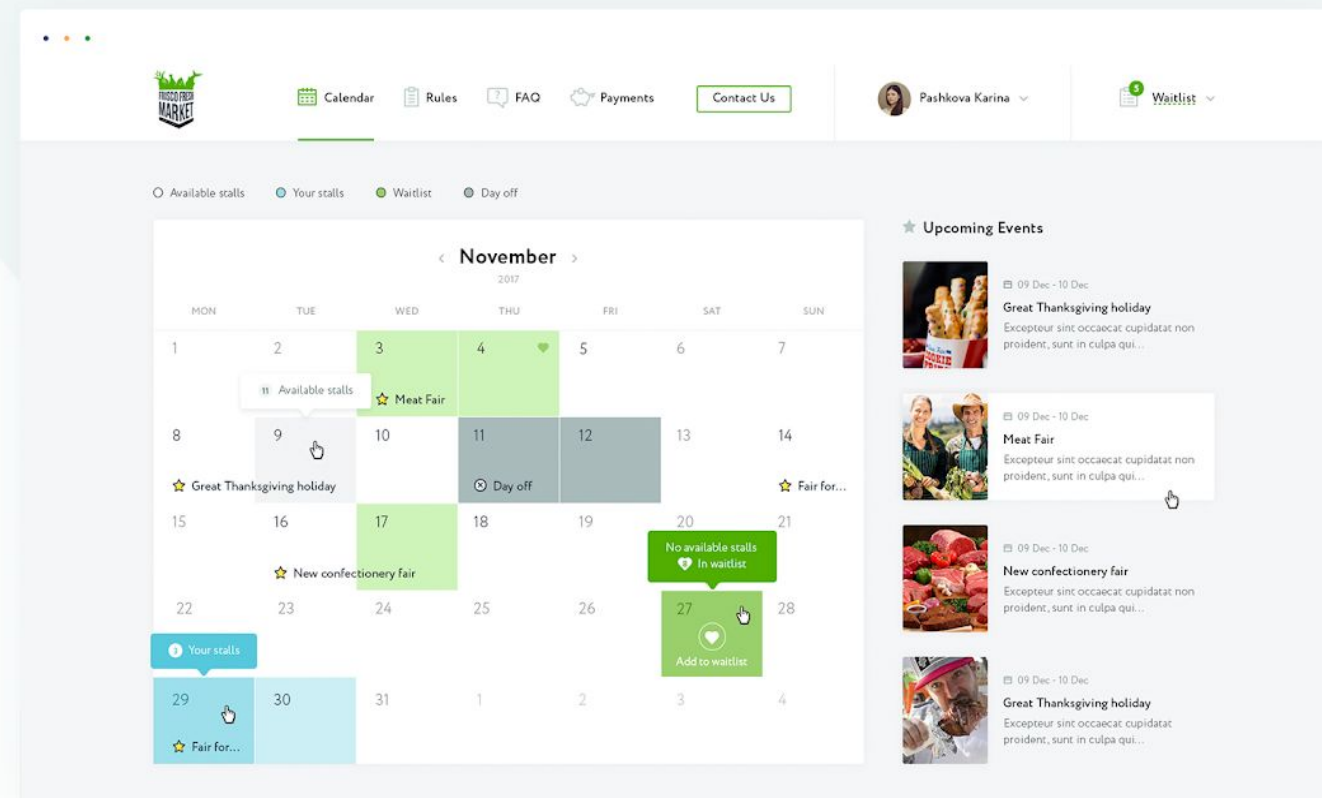 FRISCO FRESH
MARKET
Calendar
Rules
FAQ
Payments
Contact Us
Pashkova Karina
5
Waitlist
Available stalls
Your stalls
Waitlist
Day off
November
2017
MON TUE WED THU FRI SAT SUN
1 2 3 4 5 6 7
11 Available stalls
Meat Fair
8 9 10 11 12 13 14
Great Thanksgiving holiday
Day off
Fair for...
15 16 17 18 19 20 21
New confectionery fair
No available stalls
In waitlist
22 23 24 25 26 27 28
Add to waitlist
3 Your stalls
29 30 31 1 2 3 4
Fair for...
Upcoming Events
09 Dec - 10 Dec
Great Thanksgiving holiday
Excepteur sint occaecat cupidatat non
proident, sunt in culpa qui...
COOKIE
FRIES
09 Dec - 10 Dec
Meat Fair
Excepteur sint occaecat cupidatat non
proident, sunt in culpa qui...
09 Dec - 10 Dec
New confectionery fair
Excepteur sint occaecat cupidatat non
proident, sunt in culpa qui...
09 Dec - 10 Dec
Great Thanksgiving holiday
Excepteur sint occaecat cupidatat
proident, sunt in culpa qui...